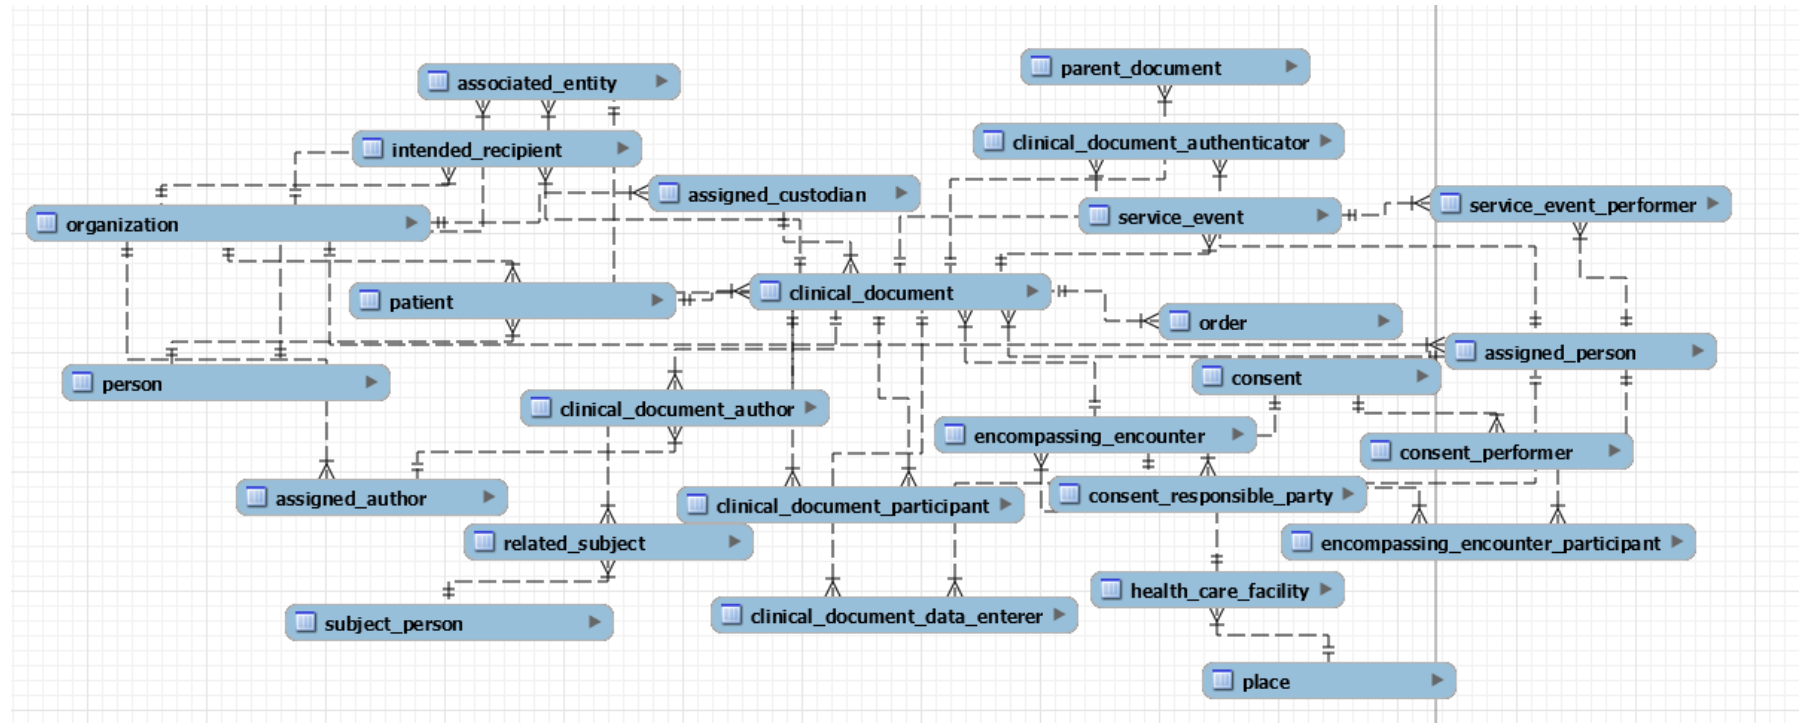 parent_document
associated_entity
clinical_document_authenticator
intended_recipient
assigned_custodian
service_event_performer
service_event
organization
clinical_document
patient
order
assigned_person
consent
person
clinical_document_author
encompassing_encounter
consent_performer
consent_responsible_party
assigned_author
clinical_document_participant
related_subject
encompassing_encounter_participant
health_care_facility
clinical_document_data_enterer
subject_person
place